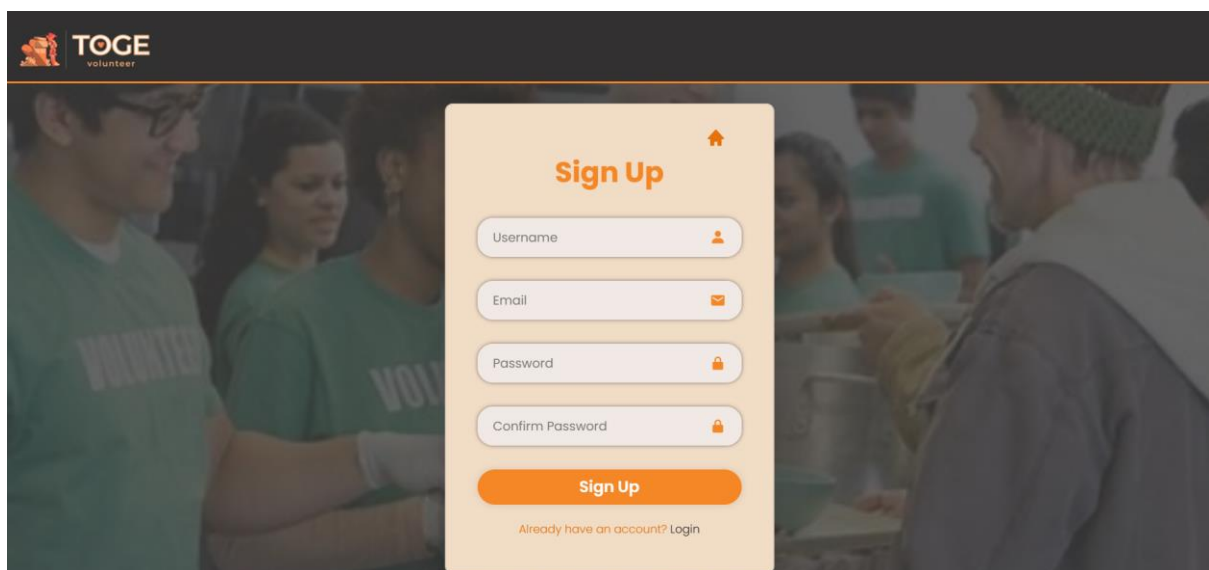 TOGE
volunteer
Sign Up
Username
Email
Password
Confirm Password
Sign Up
Already have an account? Login